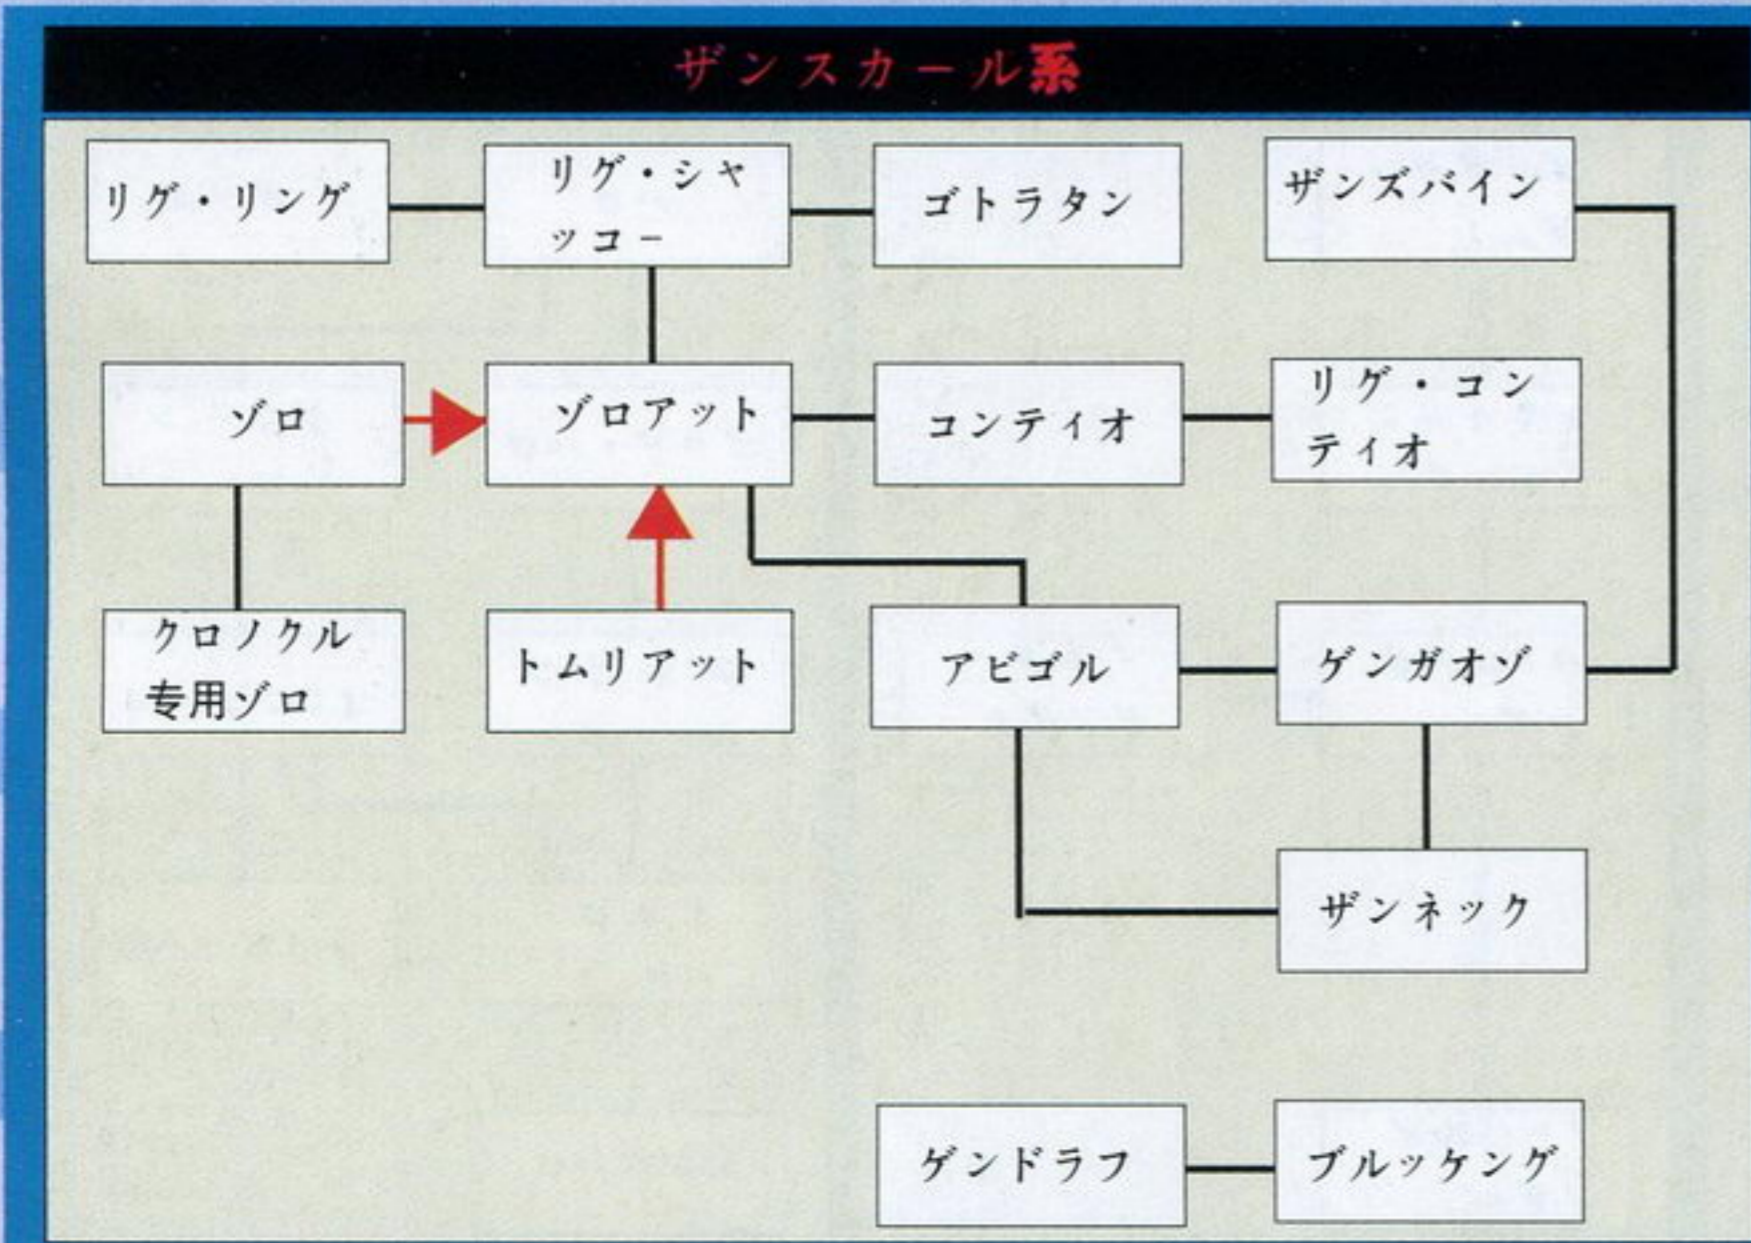 ザンスカール系
リグ・リング
リグ・シャ
ッコー
ゴトラタン
ザンズバイン
ゾロ
ゾロアット
コンティオ
リグ・コン
ティオ
クロノクル
专用ゾロ
トムリアット
アビゴル
ゲンガオゾ
ザンネック
ゲンドラフ
ブルッケング